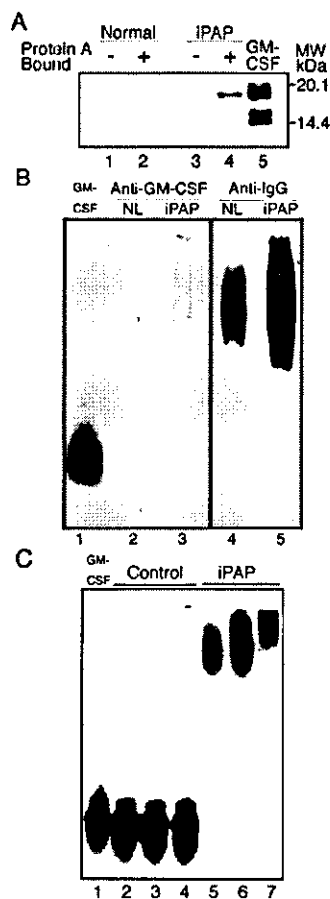 A
Normal iPAP GM-
Protein A CSF MW
Bound - + - + kDa
20.1
14.4
1 2 3 4 5
B
GM- Anti-GM-CSF Anti-IgG
CSF NL iPAP NL iPAP
1 2 3 4 5
C
GM-
CSF Control iPAP
1 2 3 4 5 6 7